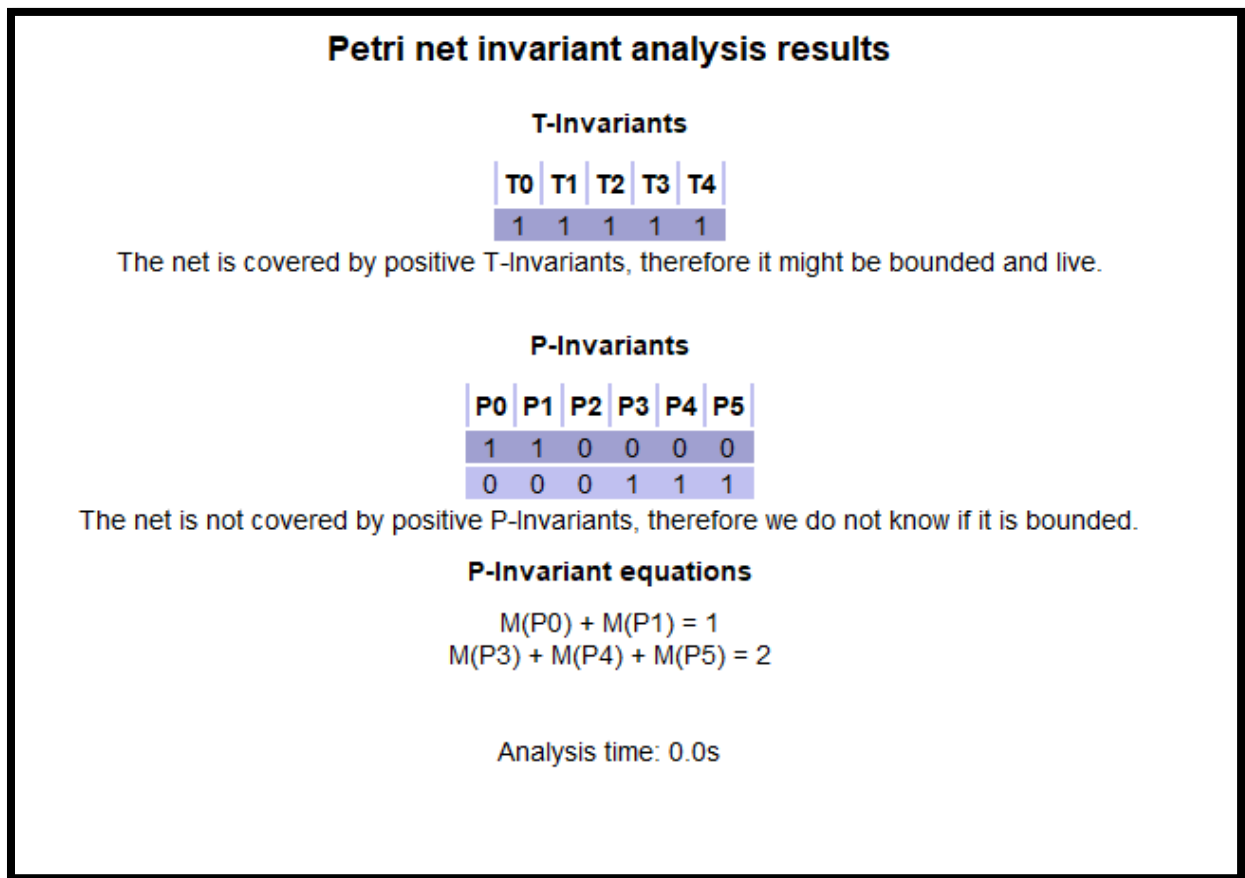 Petri net invariant analysis results
T-Invariants
T0 T1 T2 T3 T4
1 1 1 1 1
The net is covered by positive T-Invariants, therefore it might be bounded and live.
P-Invariants
P0 P1 P2 P3 P4 P5
1 1 0 0 0 0
0 0 0 1 1 1
The net is not covered by positive P-Invariants, therefore we do not know if it is bounded.
P-Invariant equations
M(P0) + M(P1) = 1
M(P3) + M(P4) + M(P5) = 2
Analysis time: 0.0s